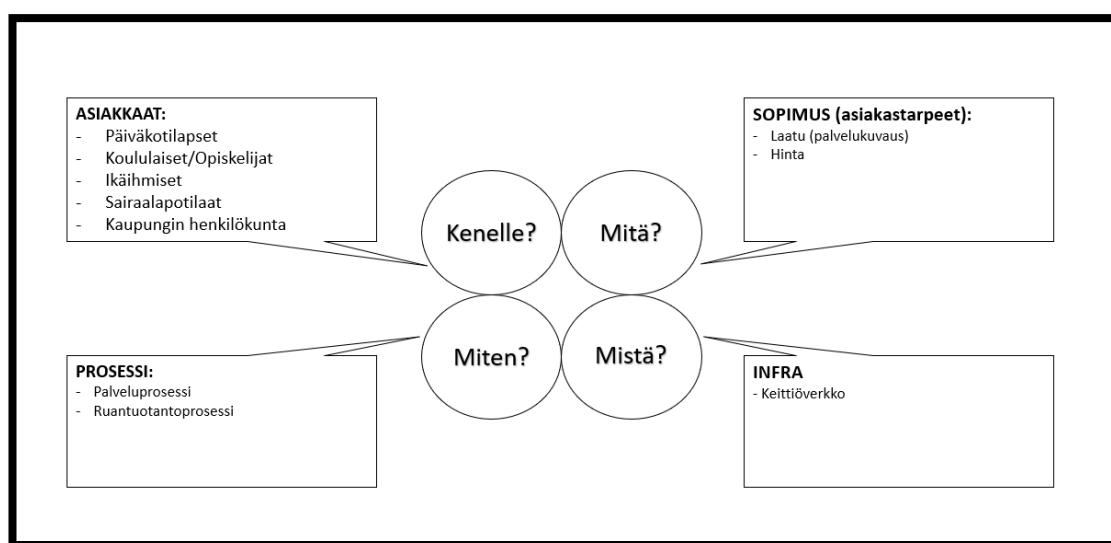 ASIAKKAAT:
- Päiväkotilapset
- Koululaiset/Opiskelijat
- Ikäihmiset
- Sairaalapotilaat
- Kaupungin henkilökunta
SOPIMUS (asiakastarpeet):
- Laatu (palvelukuvaus)
- Hinta
Kenelle?
Mitä?
Miten?
Mistä?
PROSESSI:
- Palveluprosessi
- Ruantuotantoprosessi
INFRA
- Keittiöverkko